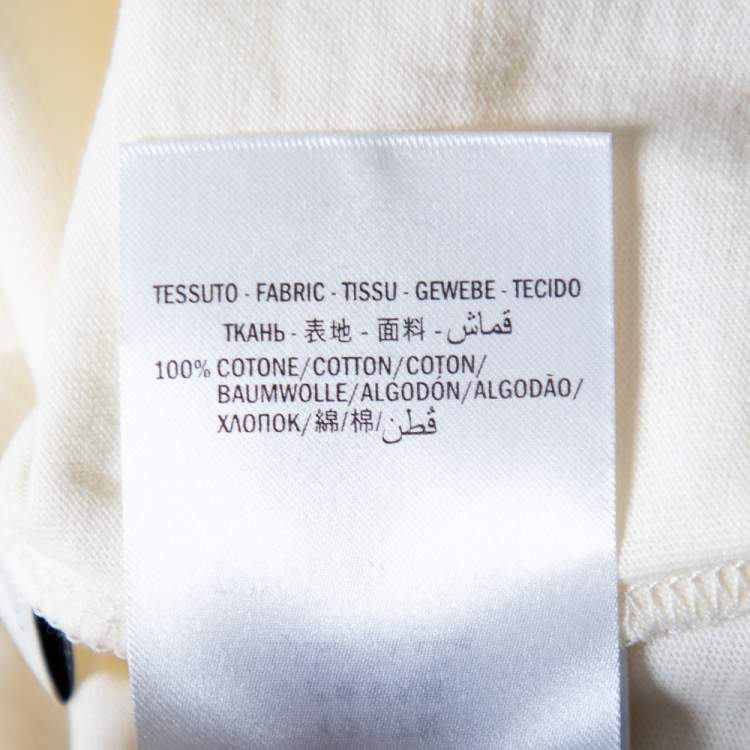 TESSUTO - FABRIC - TISSU - GEWEBE - TECIDO
ТКАНЬ - 表地 - 面料 - قماش
100% COTONE/COTTON/COTON/
BAUMWOLLE/ALGODÓN/ALGODÃO/
ХЛОПОК/綿/棉/قُطن